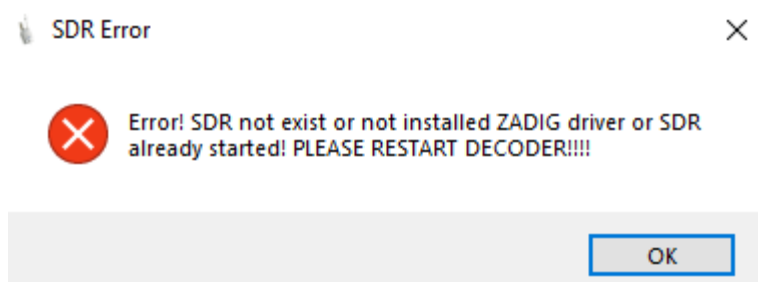 SDR Error
Error! SDR not exist or not installed ZADIG driver or SDR
already started! PLEASE RESTART DECODER!!!!
OK